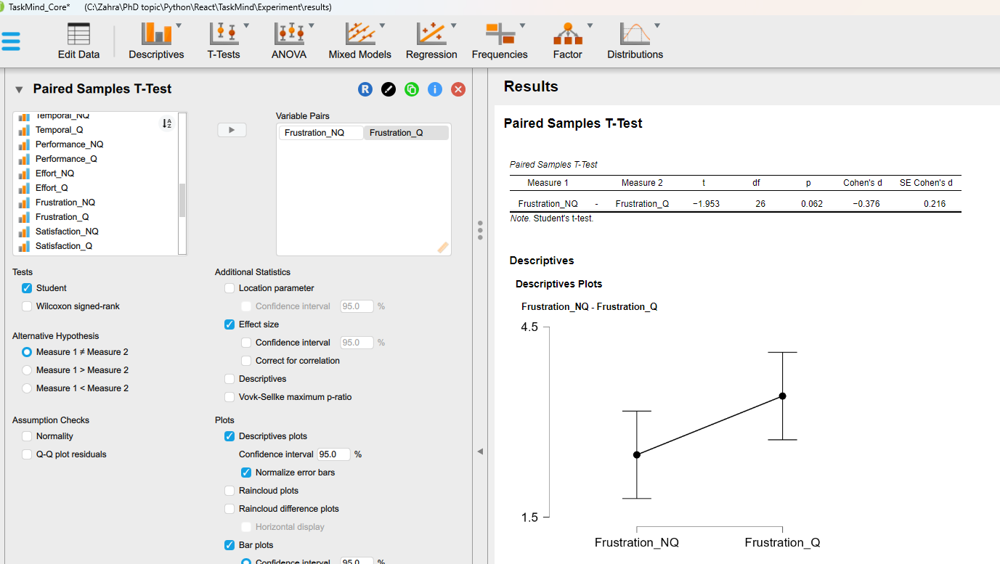 TaskMind_Core* (C:\Zahra\PhD topic\Python\React\TaskMind\Experiment\results)
Edit Data Descriptives T-Tests ANOVA Mixed Models Regression Frequencies Factor Distributions
Paired Samples T-Test
R
i
Temporal_NQ
Temporal_Q
Performance_NQ
Performance_Q
Effort_NQ
Effort_Q
Frustration_NQ
Frustration_Q
Satisfaction_NQ
Satisfaction_Q
A
Z
Variable Pairs
Frustration_NQ Frustration_Q
Tests
Student
Wilcoxon signed-rank
Alternative Hypothesis
Measure 1 ≠ Measure 2
Measure 1 > Measure 2
Measure 1 < Measure 2
Assumption Checks
Normality
Q-Q plot residuals
Additional Statistics
Location parameter
Confidence interval 95.0 %
Effect size
Confidence interval 95.0 %
Correct for correlation
Descriptives
Vovk-Sellke maximum p-ratio
Plots
Descriptives plots
Confidence interval 95.0 %
Normalize error bars
Raincloud plots
Raincloud difference plots
Horizontal display
Bar plots
Confidence interval 95.0 %
Results
Paired Samples T-Test
Paired Samples T-Test
Measure 1 Measure 2 t df p Cohen's d SE Cohen's d
Frustration_NQ - Frustration_Q −1.953 26 0.062 −0.376 0.216
Note. Student's t-test.
Descriptives
Descriptives Plots
Frustration_NQ - Frustration_Q
4.5
1.5
Frustration_NQ Frustration_Q